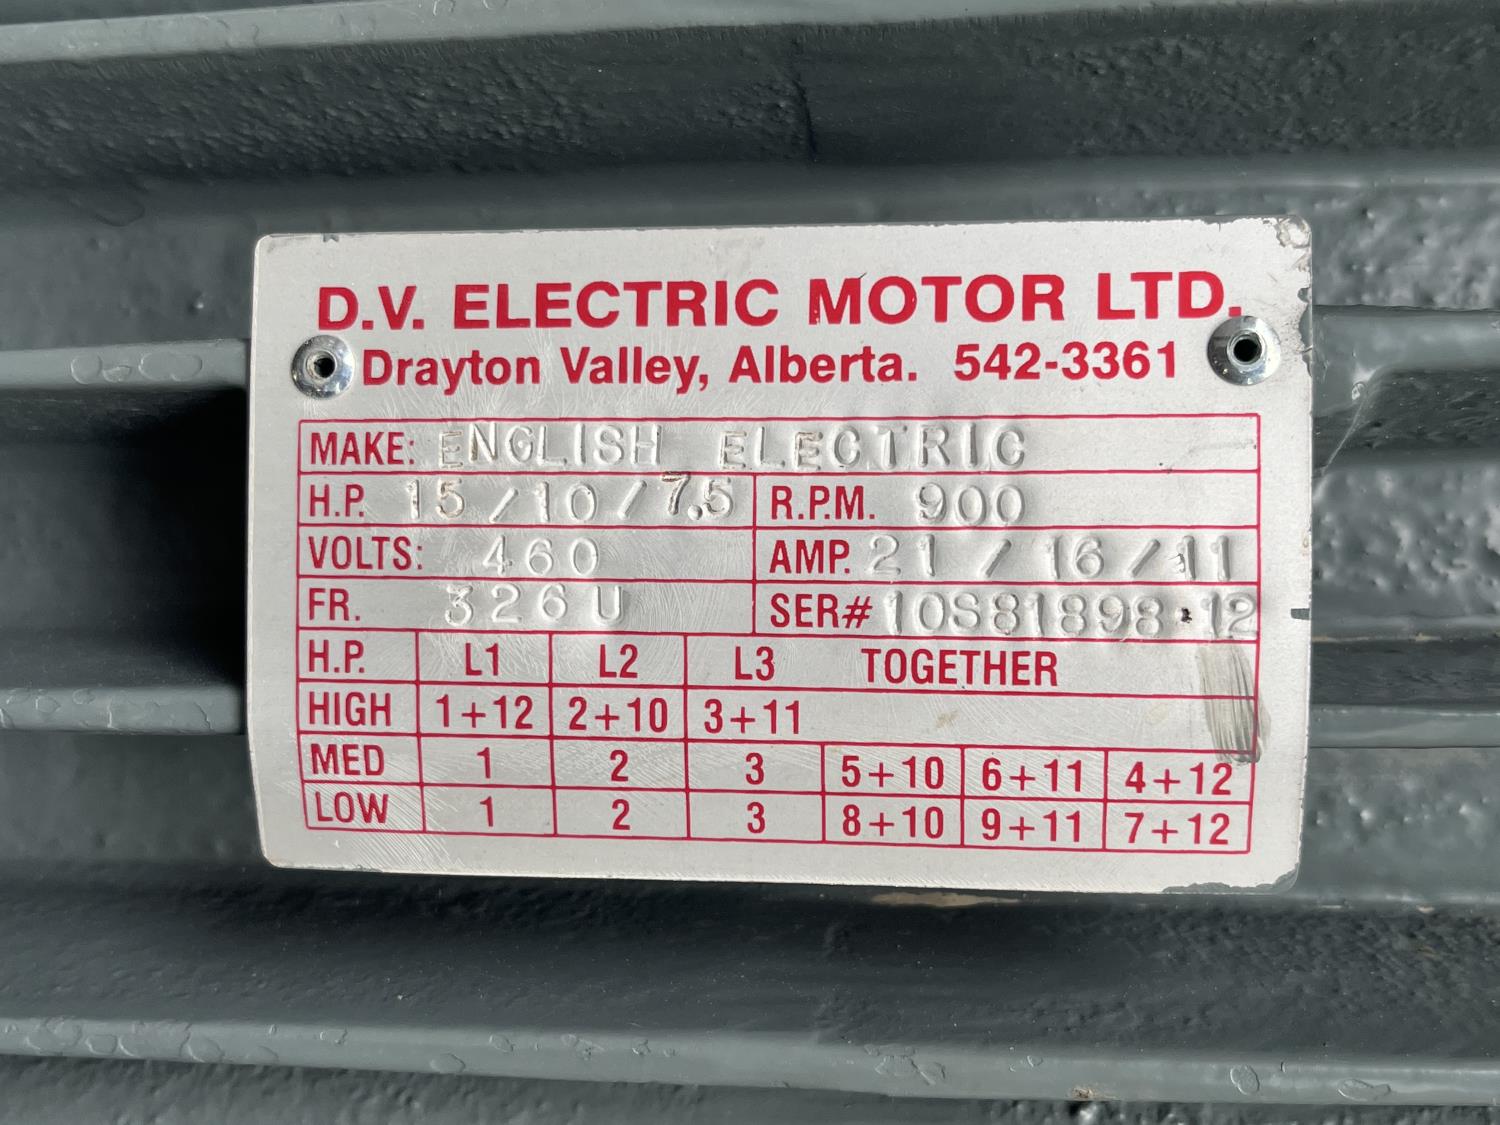 D.V. ELECTRIC MOTOR LTD.
Drayton Valley, Alberta. 542-3361
MAKE: ENGLISH ELECTRIC
H.P. 15/10/7.5 R.P.M. 900
VOLTS: 460 AMP. 21/16/11
FR. 326U SER# 10S81898-12
H.P. L1 L2 L3 TOGETHER
HIGH 1+12 2+10 3+11
MED 1 2 3 5+10 6+11 4+12
LOW 1 2 3 8+10 9+11 7+12